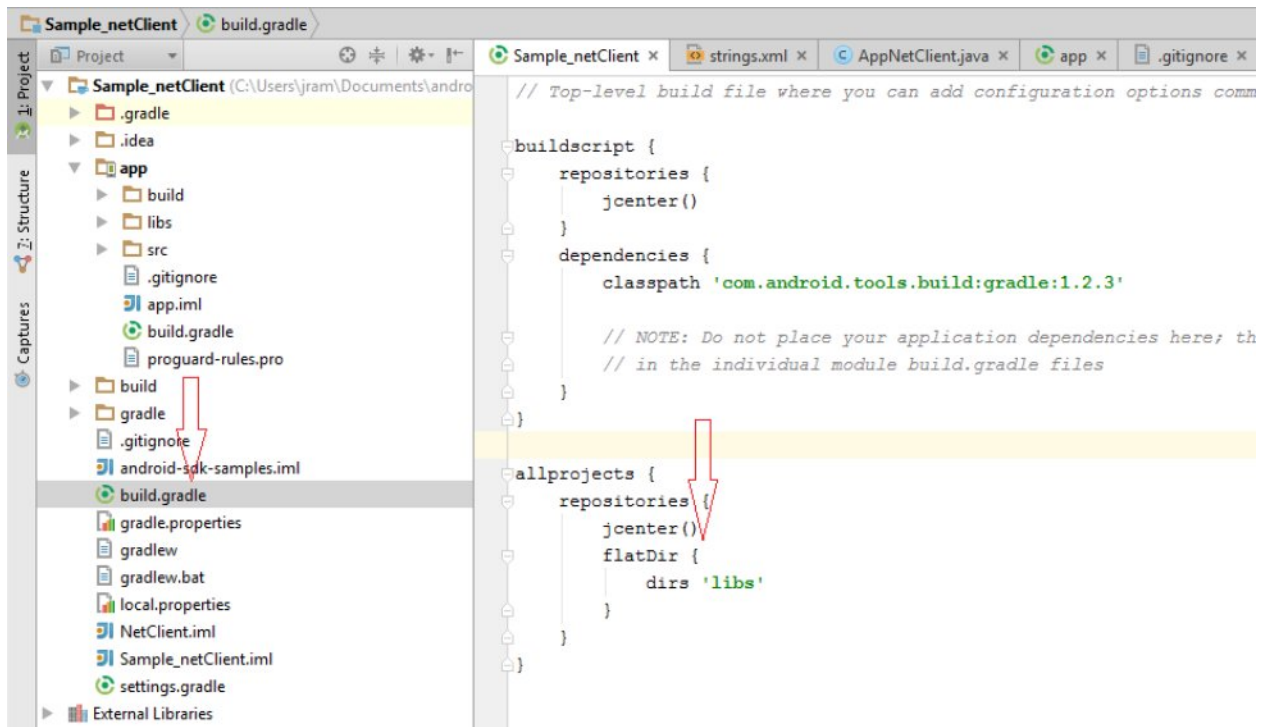 Sample_netClient build.gradle
Project
Sample_netClient × strings.xml × AppNetClient.java × app × .gitignore ×
1: Project
7: Structure
Captures
Sample_netClient (C:\Users\jram\Documents\andro
.gradle
.idea
app
build
libs
src
.gitignore
app.iml
build.gradle
proguard-rules.pro
build
gradle
.gitignore
android-sdk-samples.iml
build.gradle
gradle.properties
gradlew
gradlew.bat
local.properties
NetClient.iml
Sample_netClient.iml
settings.gradle
External Libraries
// Top-level build file where you can add configuration options comm
buildscript {
repositories {
jcenter()
}
dependencies {
classpath 'com.android.tools.build:gradle:1.2.3'
// NOTE: Do not place your application dependencies here; th
// in the individual module build.gradle files
}
}
allprojects {
repositories {
jcenter()
flatDir {
dirs 'libs'
}
}
}